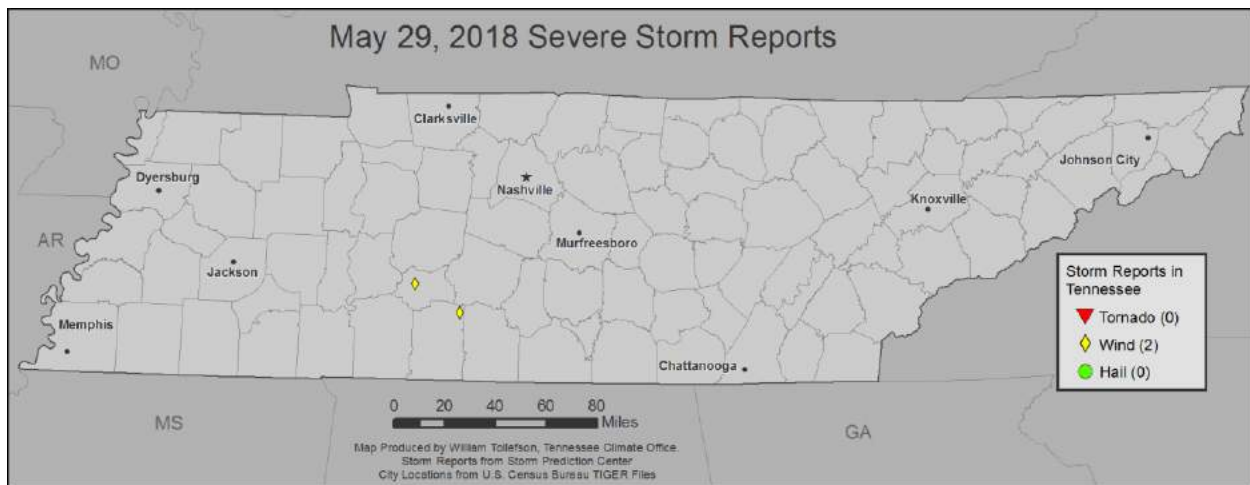 May 29, 2018 Severe Storm Reports
MO
Clarksville
Johnson City
Dyersburg
Nashville
Knoxville
AR
Murfreesboro
Jackson
Storm Reports in
Tennessee
Tornado (0)
Wind (2)
Hail (0)
Memphis
Chattanooga
0 20 40 60 80
Miles
MS
GA
Map Produced by William Tollefson, Tennessee Climate Office.
Storm Reports from Storm Prediction Center
City Locations from U.S. Census Bureau TIGER Files